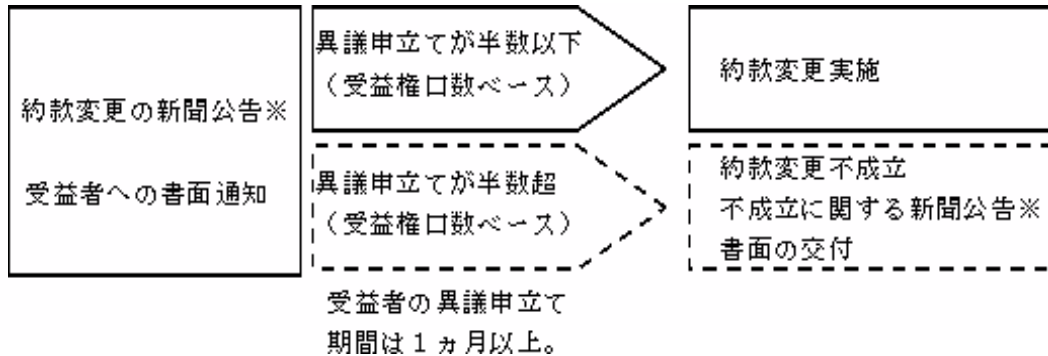 約款変更の新聞公告※
受益者への書面通知
異議申立てが半数以下
（受益権口数ベース）
約款変更実施
異議申立てが半数超
（受益権口数ベース）
約款変更不成立
不成立に関する新聞公告※
書面の交付
受益者の異議申立て
期間は１ヵ月以上。